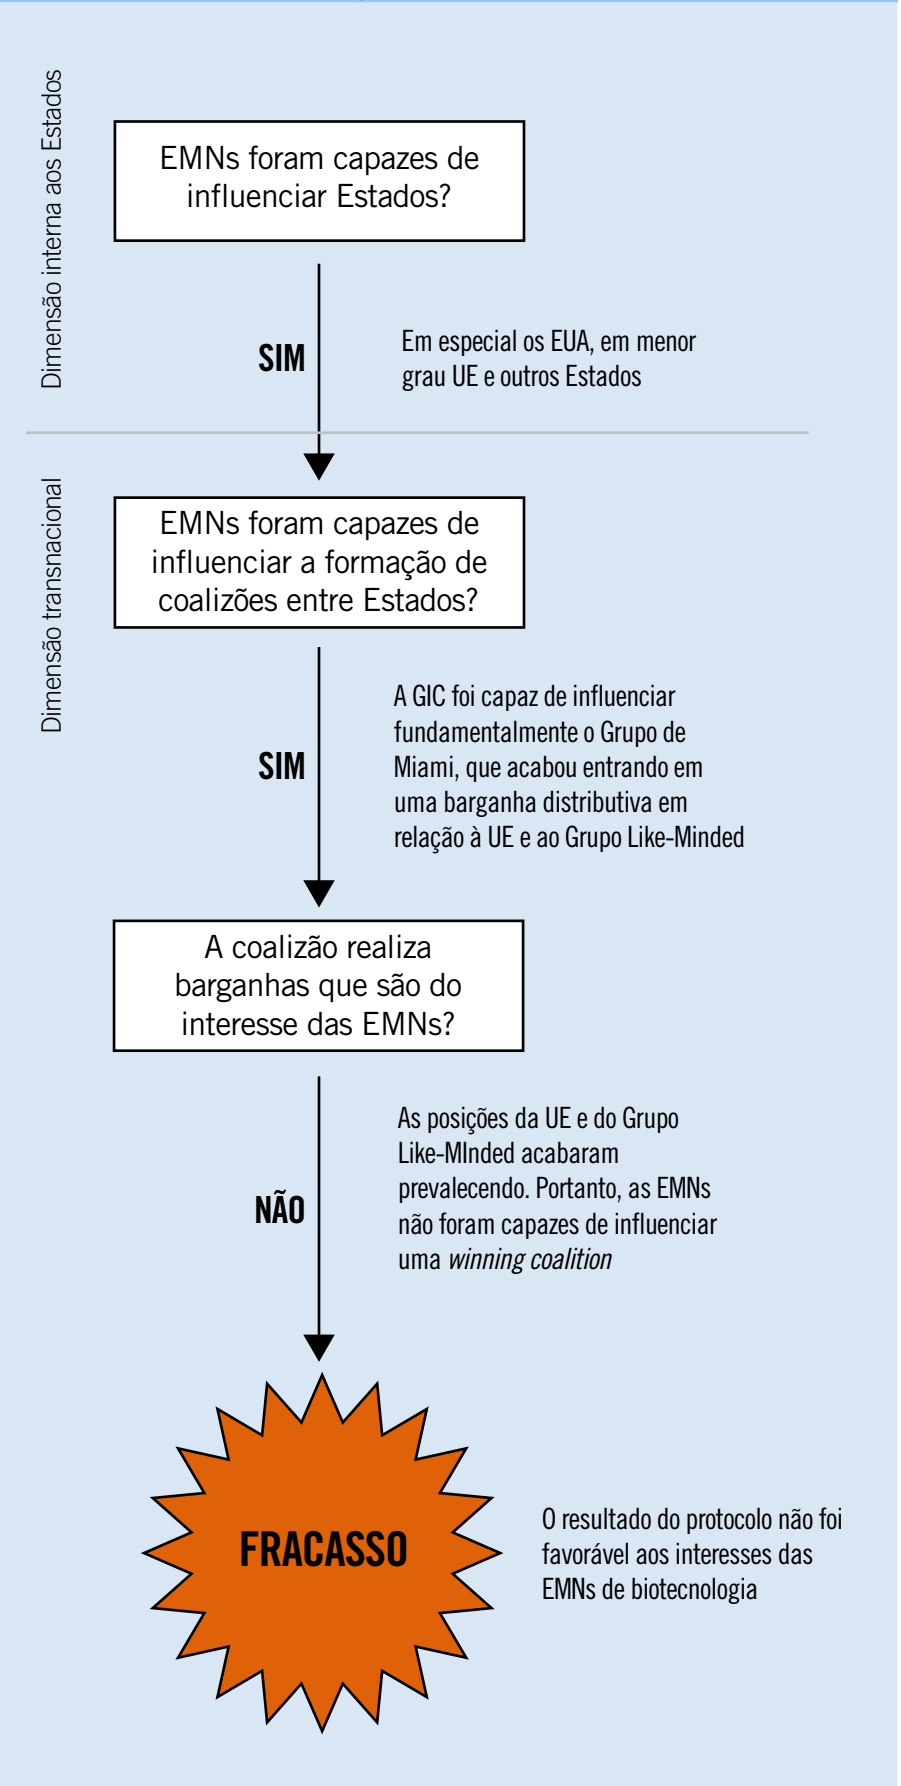 Dimensão interna aos Estados
EMNs foram capazes de
influenciar Estados?
SIM
Em especial os EUA, em menor
grau UE e outros Estados
Dimensão transnacional
EMNs foram capazes de
influenciar a formação de
coalizões entre Estados?
SIM
A GIC foi capaz de influenciar
fundamentalmente o Grupo de
Miami, que acabou entrando em
uma barganha distributiva em
relação à UE e ao Grupo Like-Minded
A coalizão realiza
barganhas que são do
interesse das EMNs?
NÃO
As posições da UE e do Grupo
Like-MInded acabaram
prevalecendo. Portanto, as EMNs
não foram capazes de influenciar
uma winning coalition
FRACASSO
O resultado do protocolo não foi
favorável aos interesses das
EMNs de biotecnologia